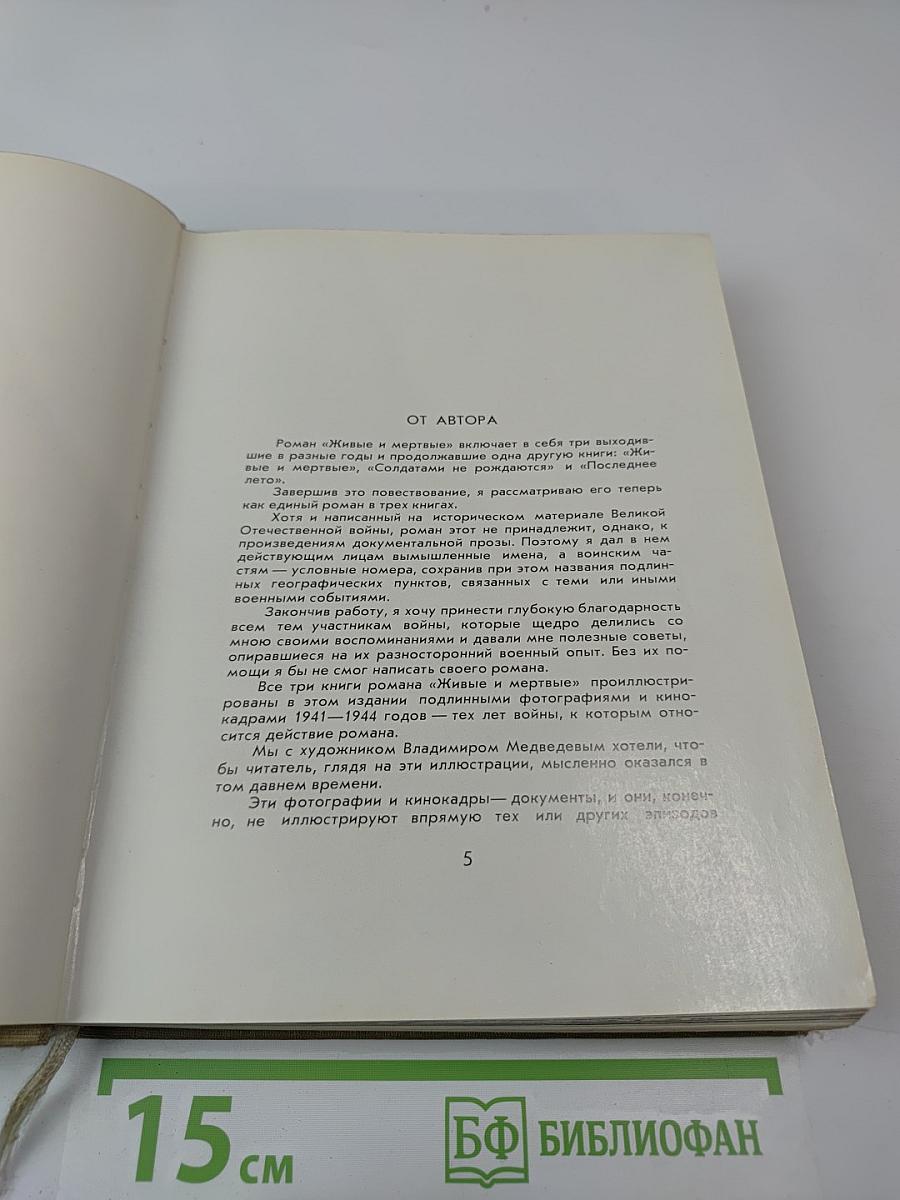 ОТ АВТОРА
Роман «Живые и мертвые» включает в себя три выходив-
шие в разные годы и продолжавшие одна другую книги: «Жи-
вые и мертвые», «Солдатами не рождаются» и «Последнее
лето».
Завершив это повествование, я рассматриваю его теперь
как единый роман в трех книгах.
Хотя и написанный на историческом материале Великой
Отечественной войны, роман этот не принадлежит, однако, к
произведениям документальной прозы. Поэтому я дал в нем
действующим лицам вымышленные имена, а воинским ча-
стям — условные номера, сохранив при этом названия подлин-
ных географических пунктов, связанных с теми или иными
военными событиями.
Закончив работу, я хочу принести глубокую благодарность
всем тем участникам войны, которые щедро делились со
мною своими воспоминаниями и давали мне полезные советы,
опиравшиеся на их разносторонний военный опыт. Без их по-
мощи я бы не смог написать своего романа.
Все три книги романа «Живые и мертвые» проиллюстри-
рованы в этом издании подлинными фотографиями и кино-
кадрами 1941—1944 годов — тех лет войны, к которым отно-
сится действие романа.
Мы с художником Владимиром Медведевым хотели, что-
бы читатель, глядя на эти иллюстрации, мысленно оказался в
том давнем времени.
Эти фотографии и кинокадры— документы, и они, конеч-
но, не иллюстрируют впрямую тех или других эпизодов
5
15 см
БФ БИБЛИОФАН